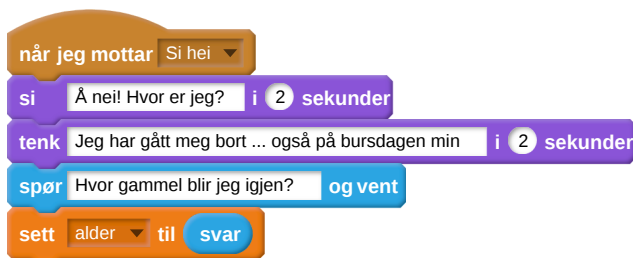 når jeg mottar Si hei
si Å nei! Hvor er jeg? i 2 sekunder
tenk Jeg har gått meg bort ... også på bursdagen min i 2 sekunder
spør Hvor gammel blir jeg igjen? og vent
sett alder til svar